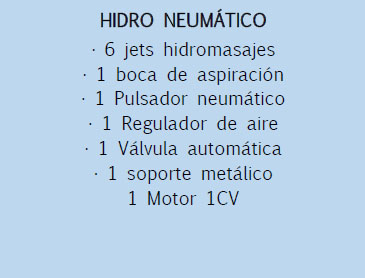 HIDRO NEUMÁTICO
· 6 jets hidromasajes
· 1 boca de aspiración
· 1 Pulsador neumático
· 1 Regulador de aire
· 1 Válvula automática
· 1 soporte metálico
1 Motor 1CV